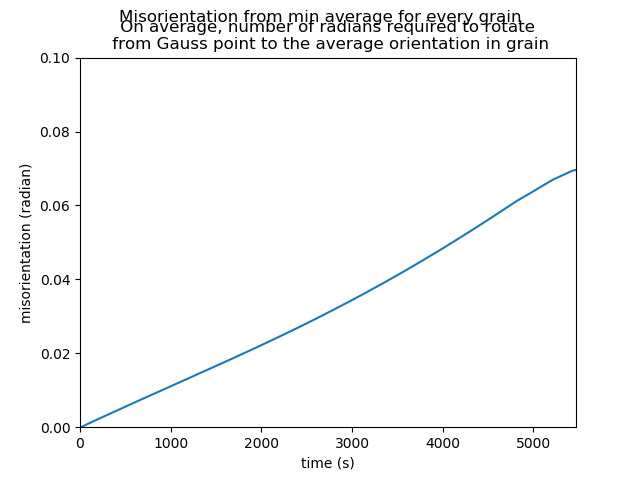 Misorientation from min average for every grain
On average, number of radians required to rotate
from Gauss point to the average orientation in grain
0.10
0.08
0.06
0.04
0.02
0.00
misorientation (radian)
0 1000 2000 3000 4000 5000
time (s)